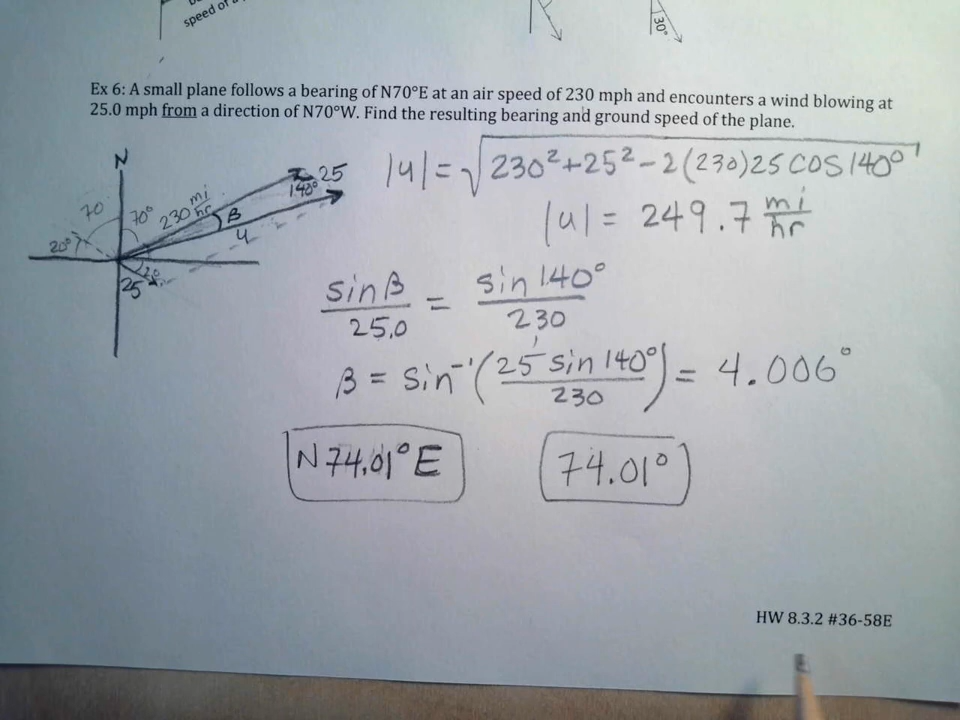 speed of
30°
Ex 6: A small plane follows a bearing of N70°E at an air speed of 230 mph and encounters a wind blowing at
25.0 mph from a direction of N70°W. Find the resulting bearing and ground speed of the plane.
N
25
140°
230 mi/hr
β
u
70
70°
20°
20
25
|u| = √230² + 25² - 2(230)25 cos 140°
|u| = 249.7 mi/hr
sin β / 25.0 = sin 140° / 230
β = sin⁻¹(25 sin 140° / 230) = 4.006°
N 74.01° E
74.01°
HW 8.3.2 #36-58E